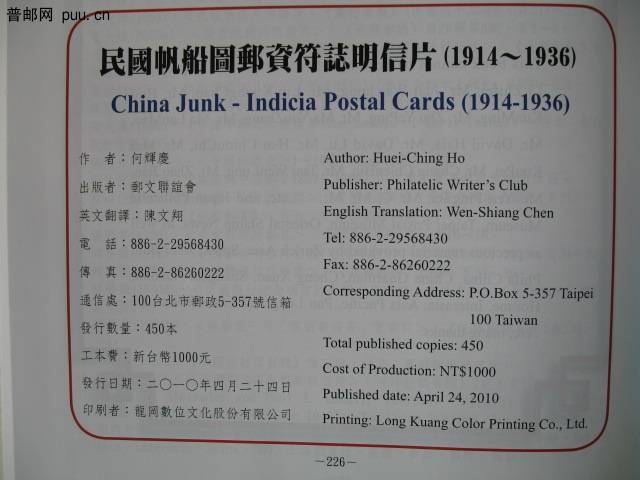 普邮网 puu.cn
民國帆船圖郵資符誌明信片(1914～1936)
China Junk - Indicia Postal Cards (1914-1936)
作　者：何輝慶
出版者：郵文聯誼會
英文翻譯：陳文翔
電　話：886-2-29568430
傳　真：886-2-86260222
通信處：100台北市郵政5-357號信箱
發行數量：450本
工本費：新台幣1000元
發行日期：二〇一〇年四月二十四日
印刷者：龍岡數位文化股份有限公司
Author: Huei-Ching Ho
Publisher: Philatelic Writer's Club
English Translation: Wen-Shiang Chen
Tel: 886-2-29568430
Fax: 886-2-86260222
Corresponding Address: P.O.Box 5-357 Taipei
100 Taiwan
Total published copies: 450
Cost of Production: NT$1000
Published date: April 24, 2010
Printing: Long Kuang Color Printing Co., Ltd.
—226—